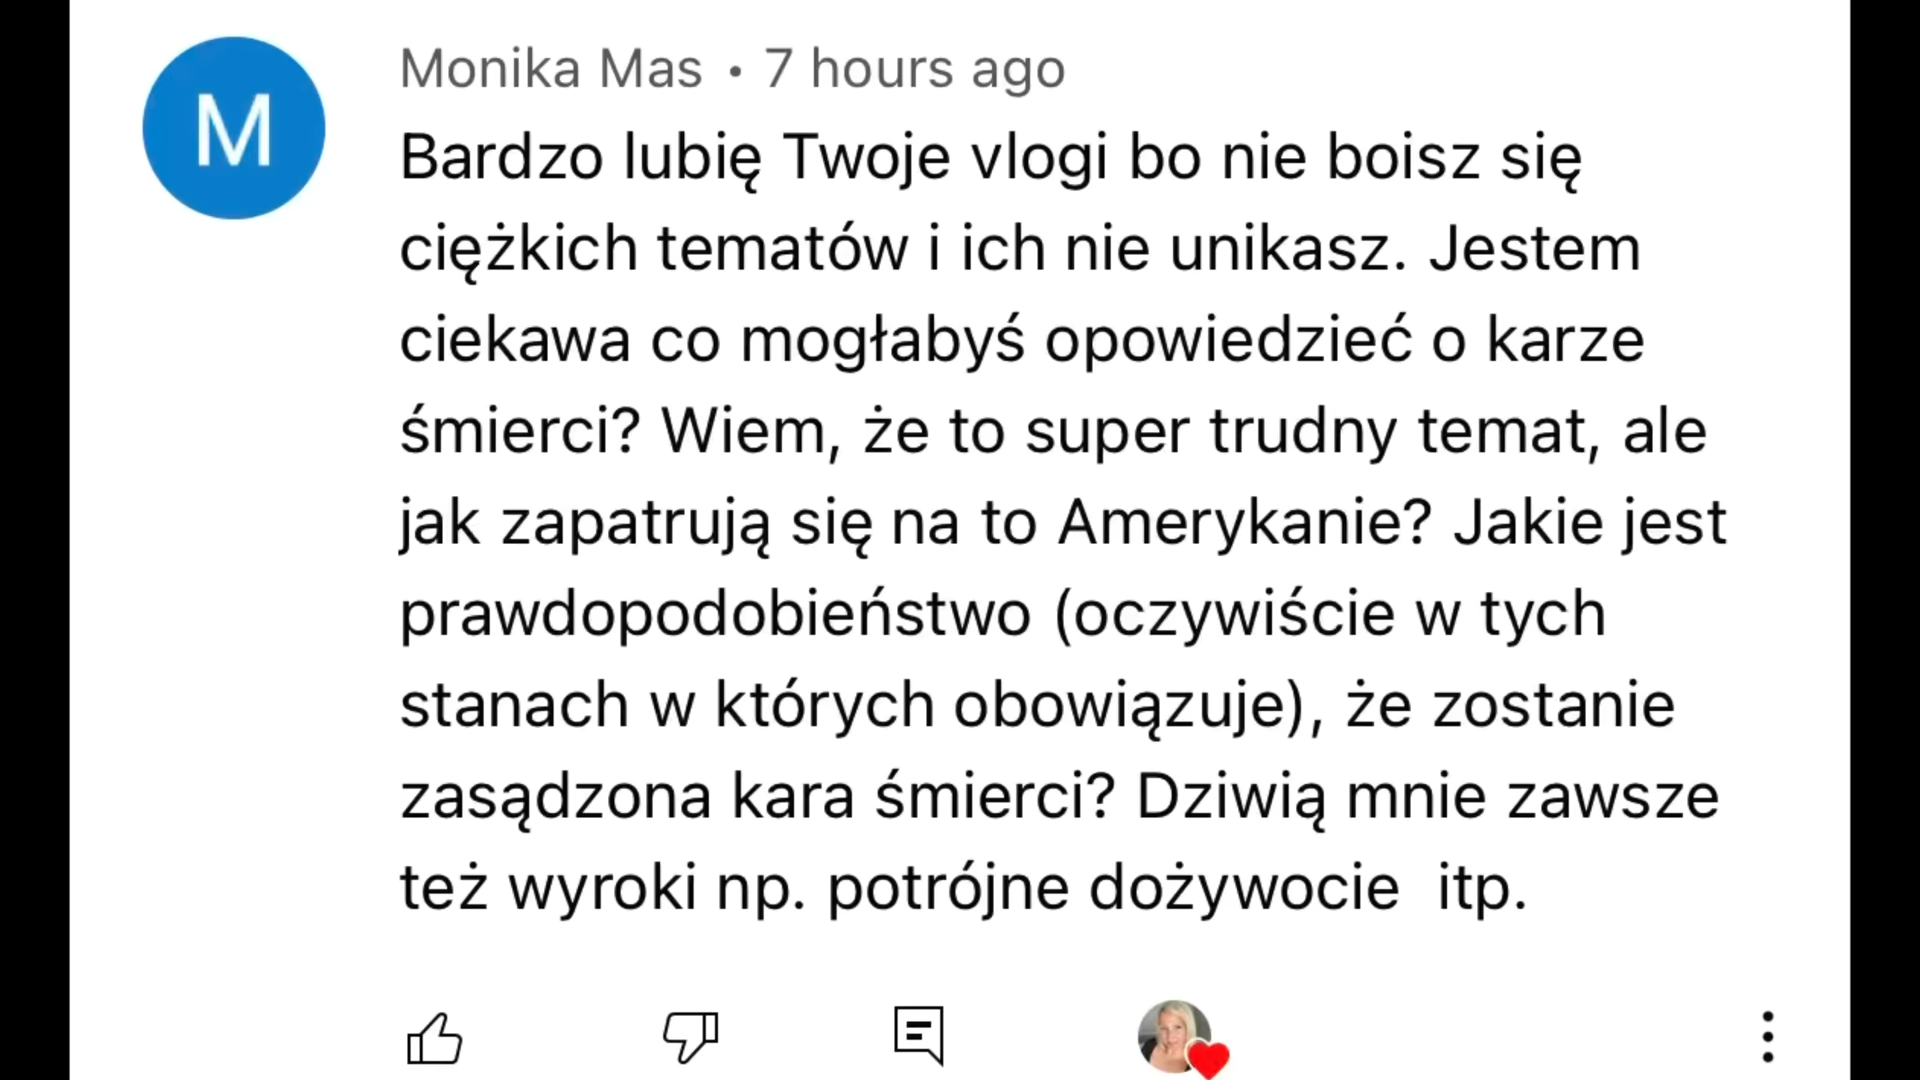 M
Monika Mas • 7 hours ago
Bardzo lubię Twoje vlogi bo nie boisz się
ciężkich tematów i ich nie unikasz. Jestem
ciekawa co mogłabyś opowiedzieć o karze
śmierci? Wiem, że to super trudny temat, ale
jak zapatrują się na to Amerykanie? Jakie jest
prawdopodobieństwo (oczywiście w tych
stanach w których obowiązuje), że zostanie
zasądzona kara śmierci? Dziwią mnie zawsze
też wyroki np. potrójne dożywocie  itp.